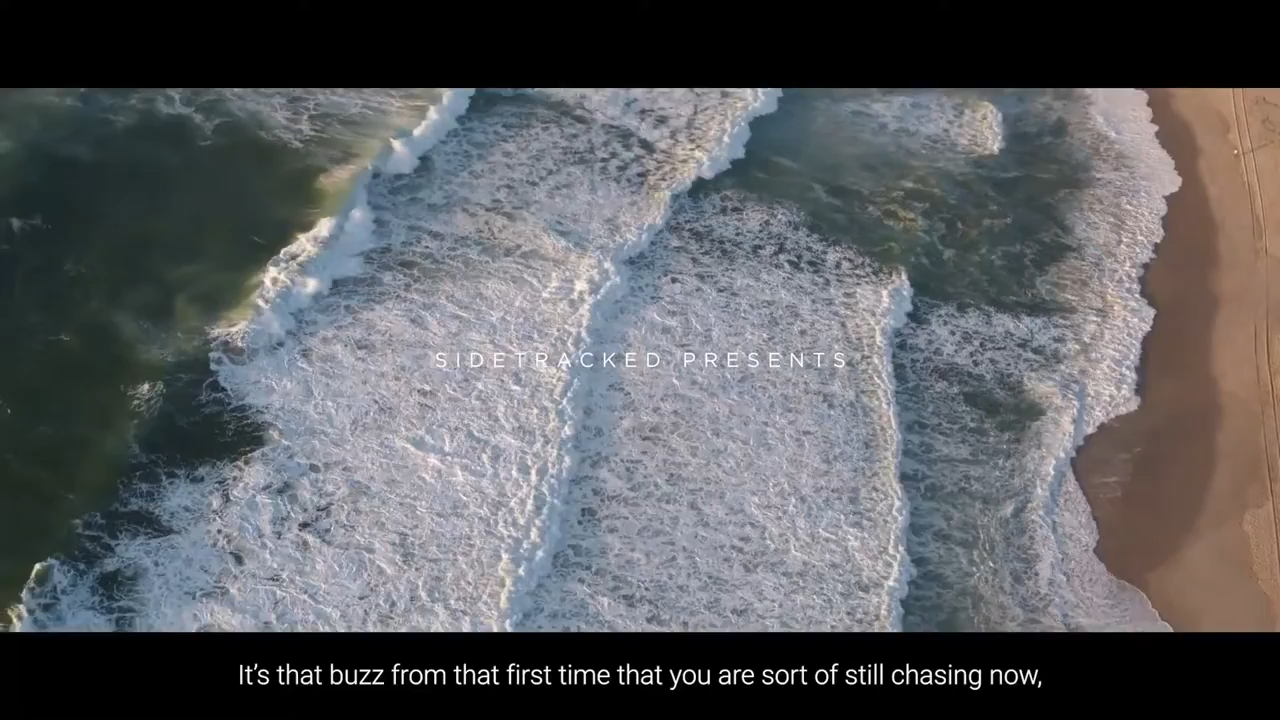 SIDETRACKED PRESENTS
It's that buzz from that first time that you are sort of still chasing now,